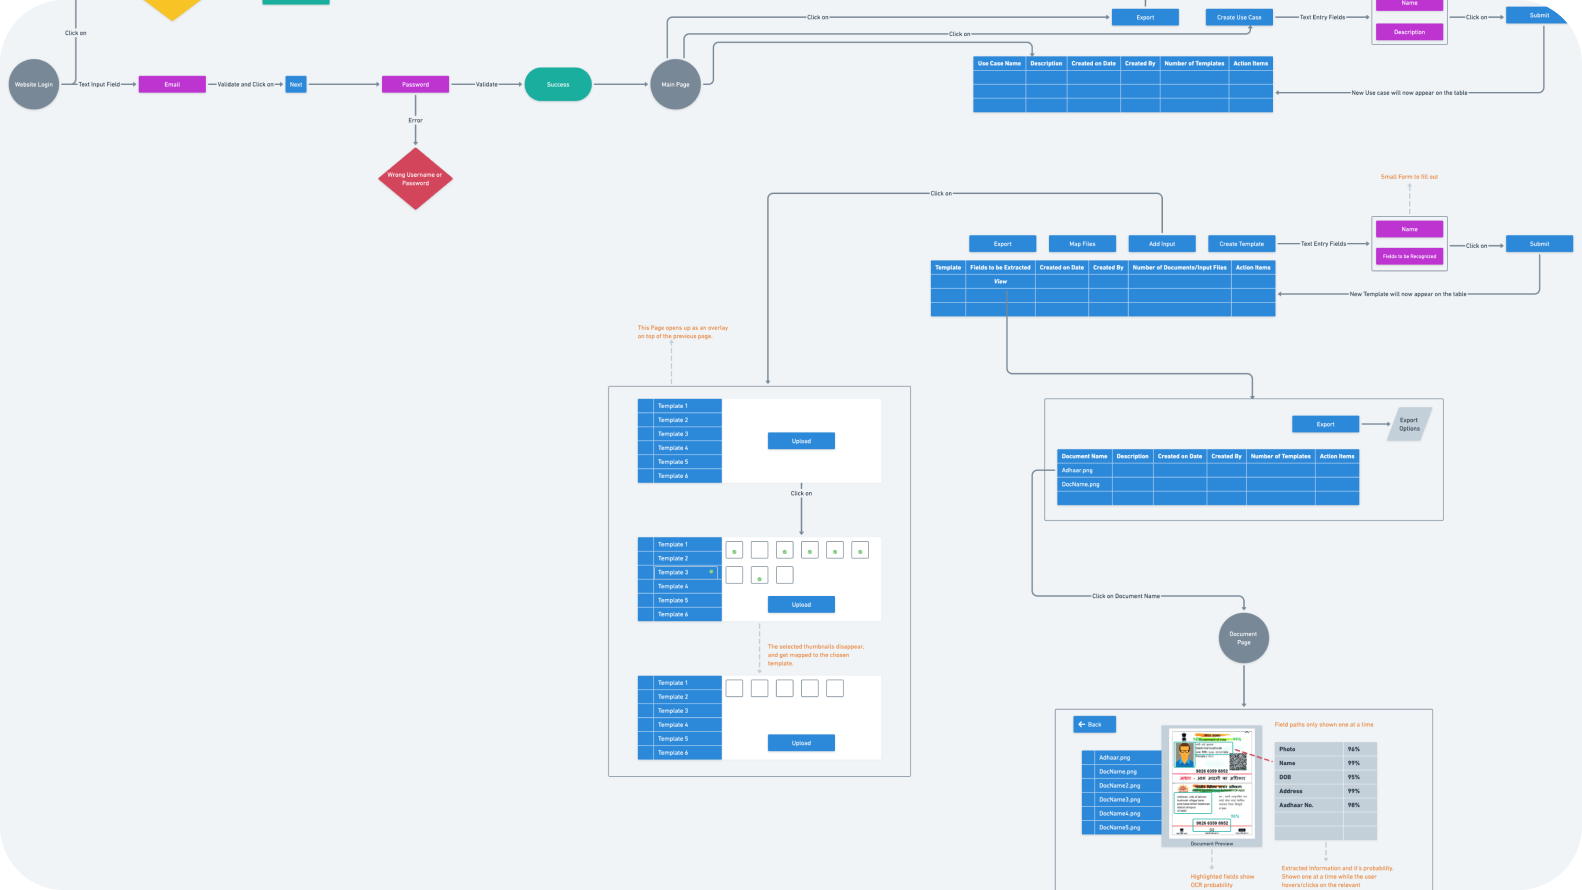 Name
Click on
Export
Create Use Case
Text Entry Fields
Click on
Submit
Description
Click on
Click on
Use Case Name
Description
Created on Date
Created By
Number of Templates
Action Items
Website Login
Text Input Field
Email
Validate and Click on
Next
Password
Validate
Success
Main Page
New Use case will now appear on the table
Error
Wrong Username or
Password
Small Form to fill out
Click on
Name
Export
Map Files
Add Input
Create Template
Text Entry Fields
Click on
Submit
Fields to be Recognized
Template
Fields to be Extracted
Created on Date
Created By
Number of Documents/Input Files
Action Items
View
New Template will now appear on the table
This Page opens up as an overlay
on top of the previous page.
Template 1
Template 2
Template 3
Template 4
Template 5
Template 6
Upload
Click on
Export
Export
Options
Document Name
Description
Created on Date
Created By
Number of Templates
Action Items
Adhaar.png
DocName.png
Template 1
Template 2
Template 3
Template 4
Template 5
Template 6
Upload
Click on Document Name
Document
Page
The selected thumbnails disappear,
and get mapped to the chosen
template.
Template 1
Template 2
Template 3
Template 4
Template 5
Template 6
Upload
Back
Field paths only shown one at a time
Adhaar.png
DocName.png
DocName2.png
DocName3.png
DocName4.png
DocName5.png
99%
9826 6359 6952
आधार - आम आदमी का अधिकार
96%
9826 6359 6952
Document Preview
Photo 96%
Name 99%
DOB 95%
Address 99%
Aadhaar No. 98%
Highlighted fields show
OCR probability
Extracted Information and it's probability.
Shown one at a time while the user
hovers/clicks on the relevant